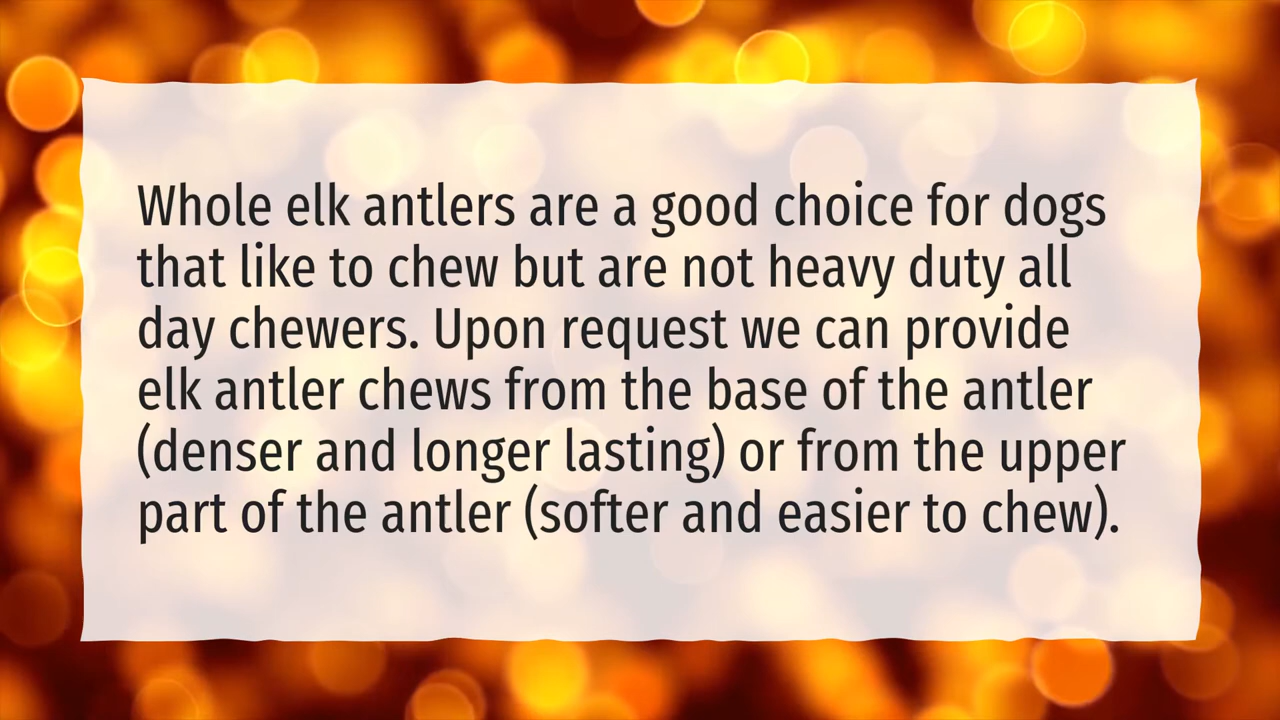 Whole elk antlers are a good choice for dogs
that like to chew but are not heavy duty all
day chewers. Upon request we can provide
elk antler chews from the base of the antler
(denser and longer lasting) or from the upper
part of the antler (softer and easier to chew).